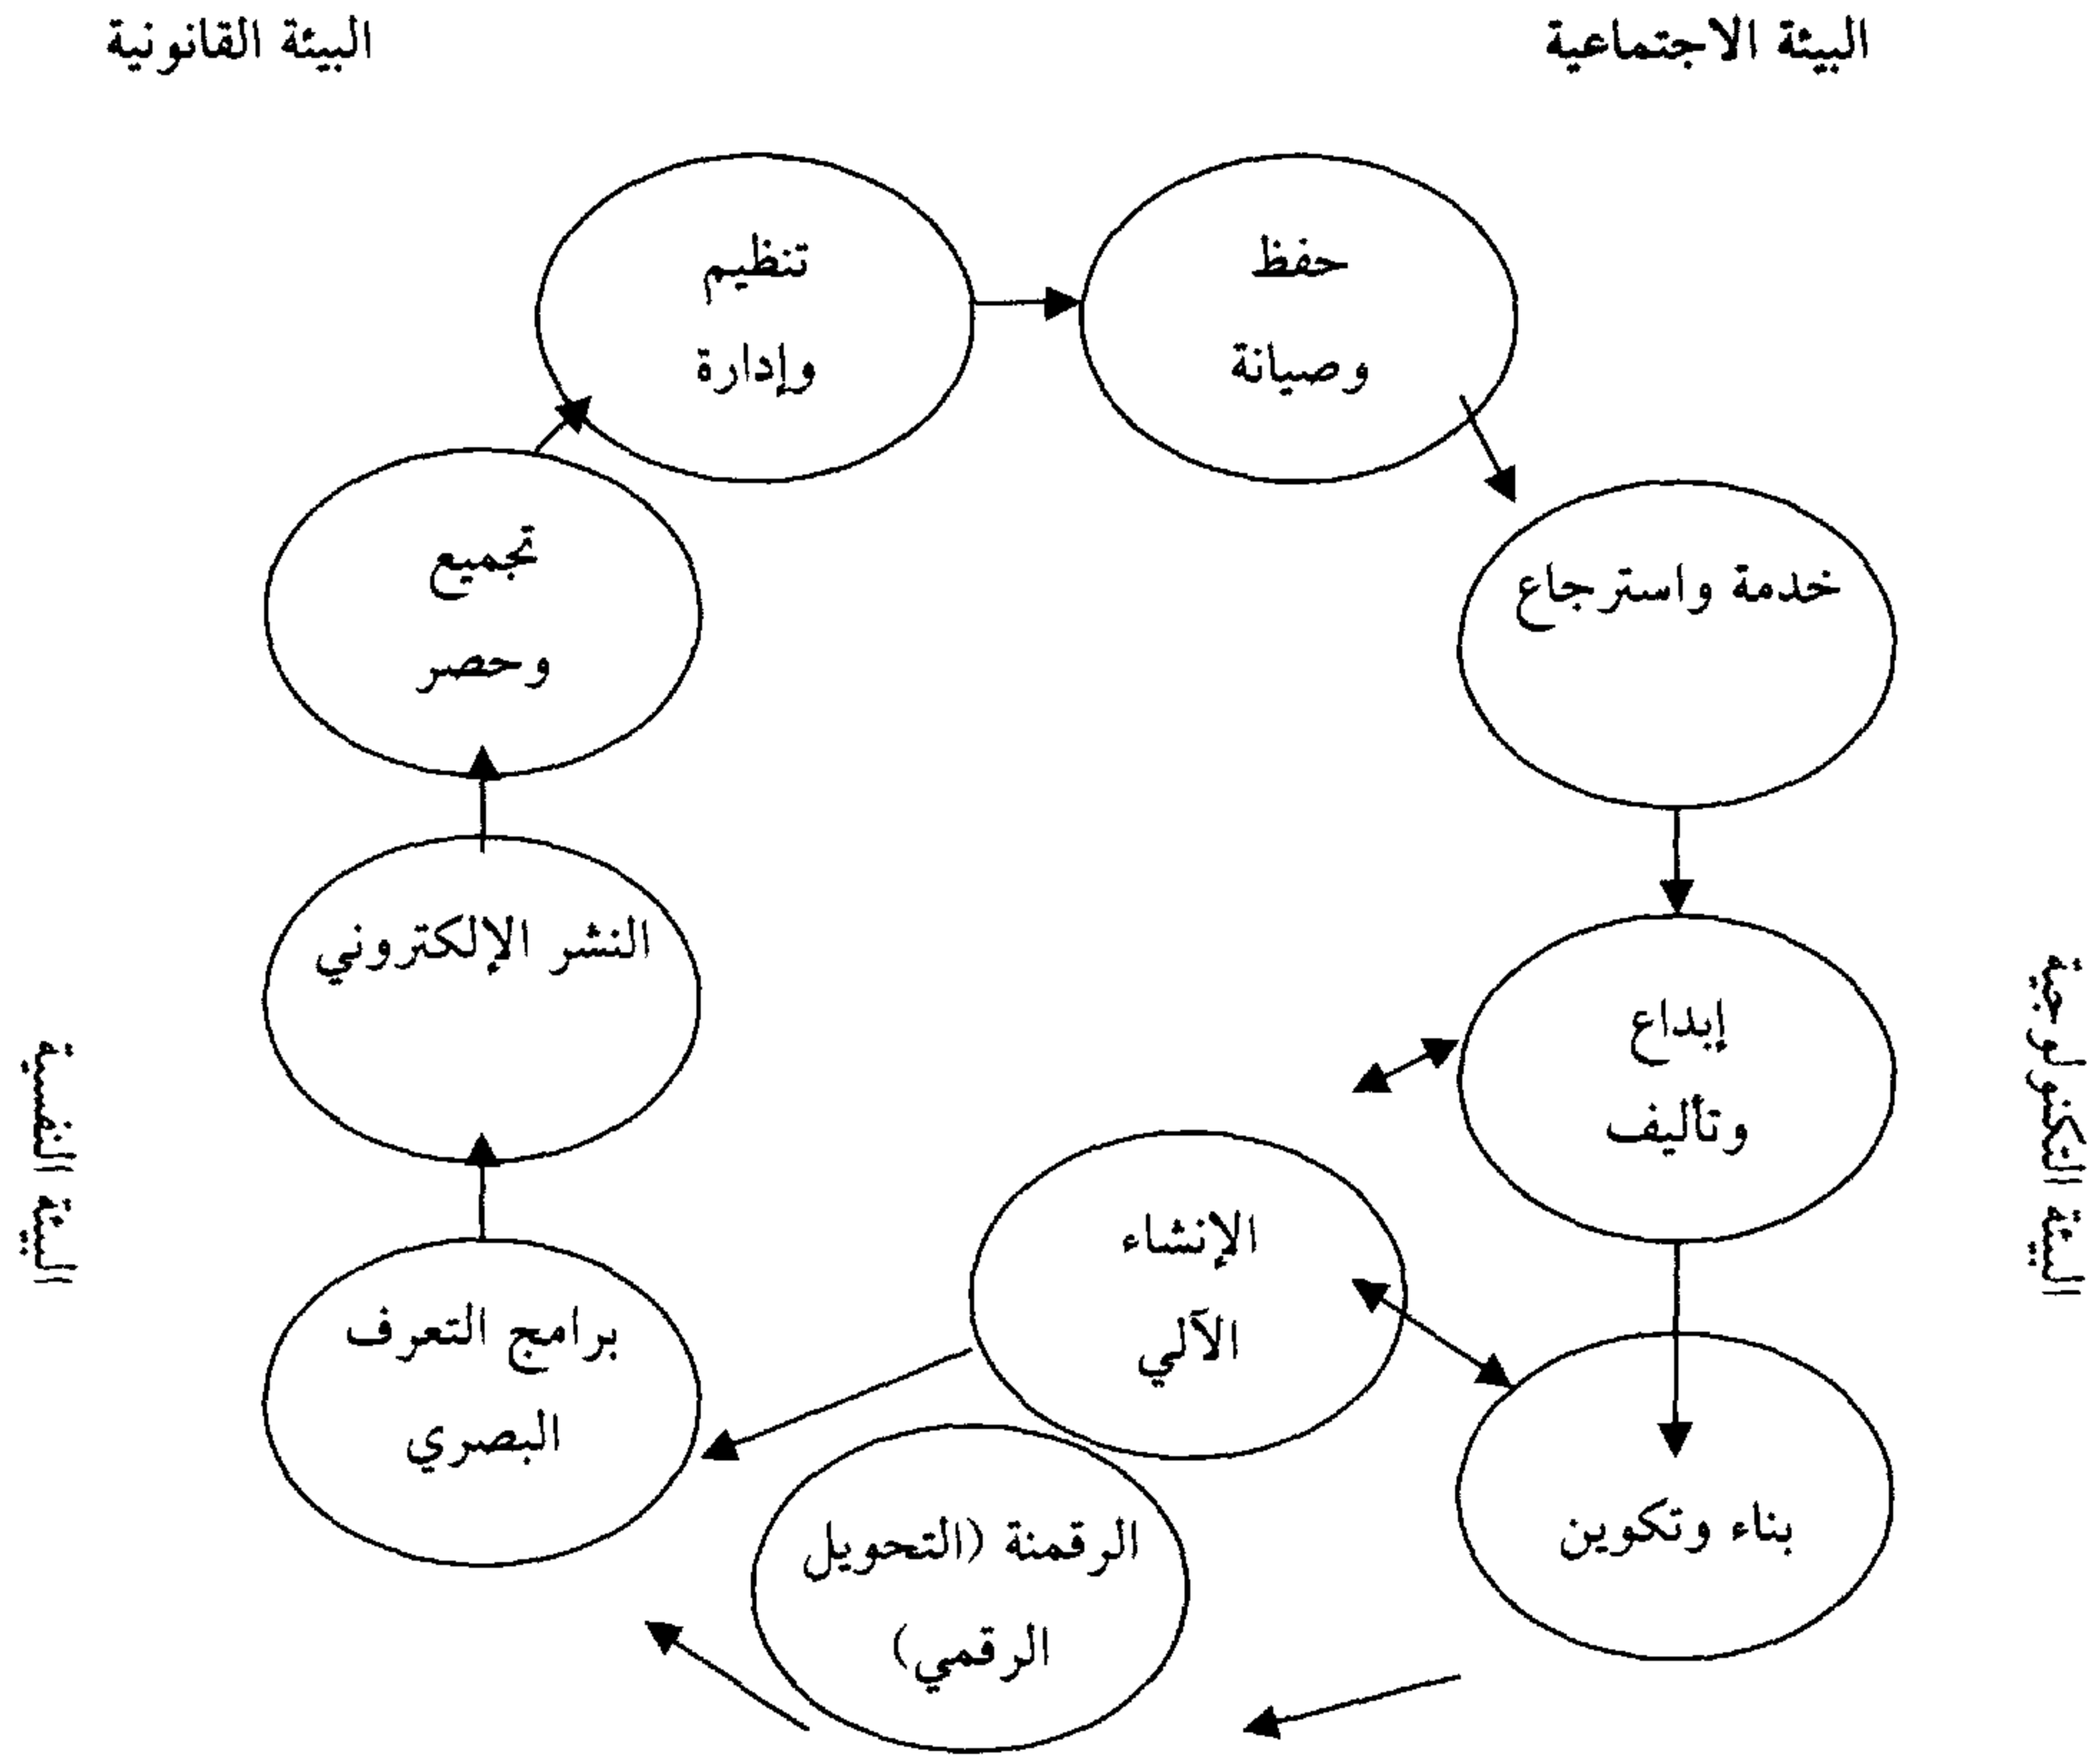 البيئة الاجتماعية
البيئة القانونية
حفظ
وصيانة
تنظيم
وإدارة
تجميع
وحصر
خدمة واسترجاع
النشر الإلكتروني
إبداع
وتأليف
البيئة التكنولوجية
البيئة النفسية
الإنشاء
الآلي
برامج التعرف
البصري
الرقمنة (التحويل
الرقمي)
بناء وتكوين